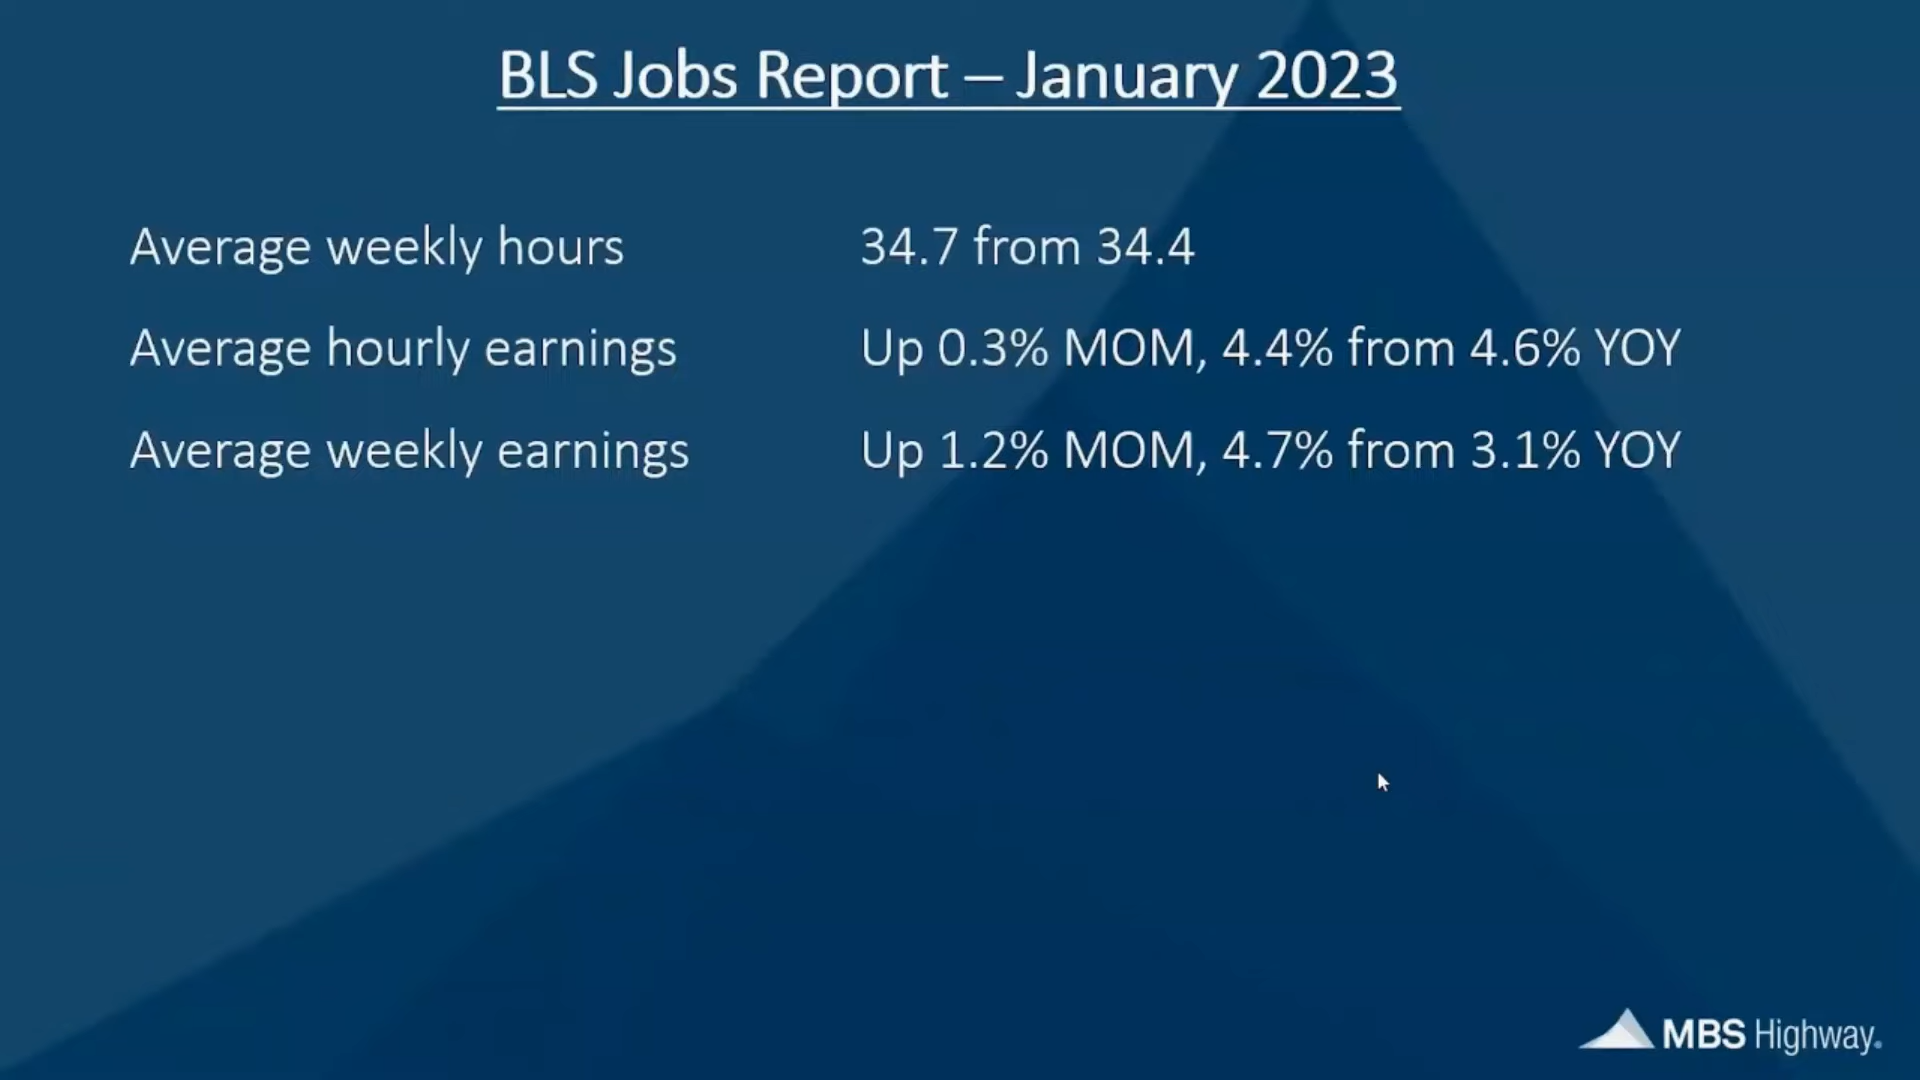 BLS Jobs Report – January 2023
Average weekly hours 34.7 from 34.4
Average hourly earnings Up 0.3% MOM, 4.4% from 4.6% YOY
Average weekly earnings Up 1.2% MOM, 4.7% from 3.1% YOY
MBS Highway.